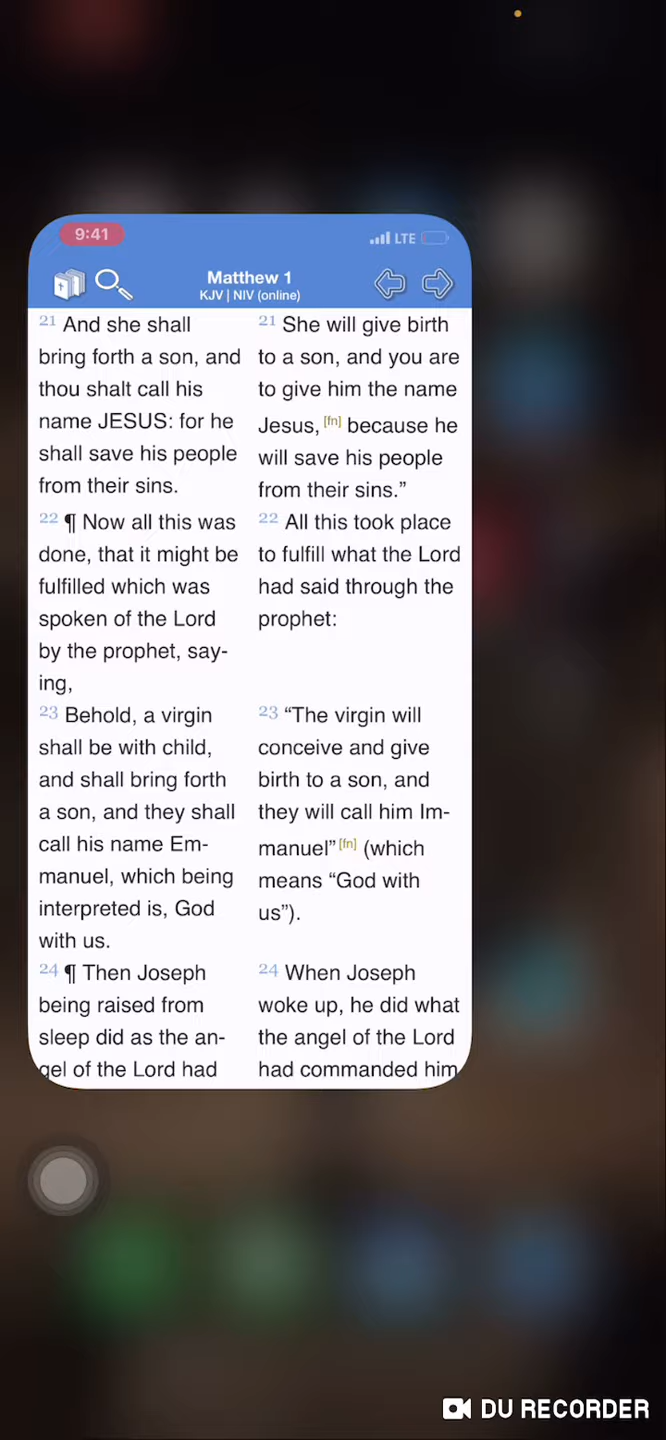 9:41
LTE
Matthew 1
KJV | NIV (online)
21 And she shall
bring forth a son, and
thou shalt call his
name JESUS: for he
shall save his people
from their sins.
22 ¶ Now all this was
done, that it might be
fulfilled which was
spoken of the Lord
by the prophet, say-
ing,
23 Behold, a virgin
shall be with child,
and shall bring forth
a son, and they shall
call his name Em-
manuel, which being
interpreted is, God
with us.
24 ¶ Then Joseph
being raised from
sleep did as the an-
gel of the Lord had
21 She will give birth
to a son, and you are
to give him the name
Jesus, [fn] because he
will save his people
from their sins.”
22 All this took place
to fulfill what the Lord
had said through the
prophet:
23 “The virgin will
conceive and give
birth to a son, and
they will call him Im-
manuel” [fn] (which
means “God with
us”).
24 When Joseph
woke up, he did what
the angel of the Lord
had commanded him
DU RECORDER